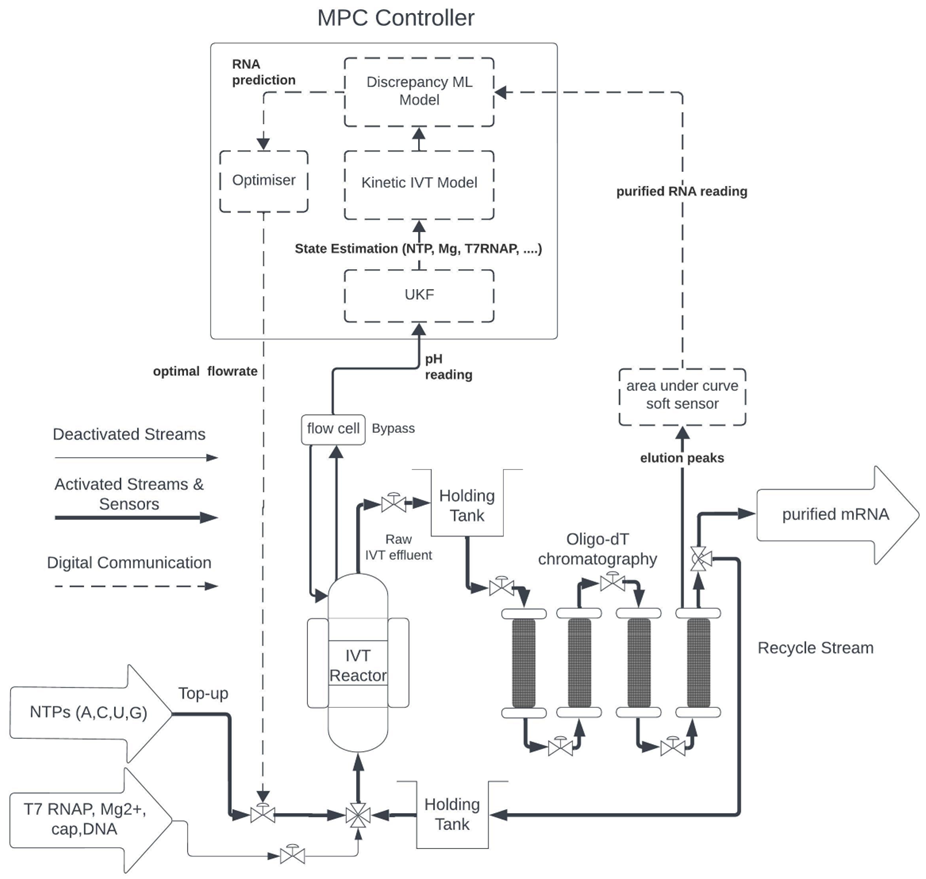 MPC Controller
RNA
prediction
Discrepancy ML
Model
Optimiser
Kinetic IVT Model
purified RNA reading
State Estimation (NTP, Mg, T7RNAP, ....)
UKF
optimal flowrate
pH
reading
area under curve
soft sensor
flow cell
Bypass
Deactivated Streams
elution peaks
Activated Streams &
Sensors
Holding
Tank
purified mRNA
Raw
IVT effluent
Oligo-dT
chromatography
Digital Communication
IVT
Reactor
Recycle Stream
Top-up
NTPs (A,C,U,G)
T7 RNAP, Mg2+,
cap,DNA
Holding
Tank